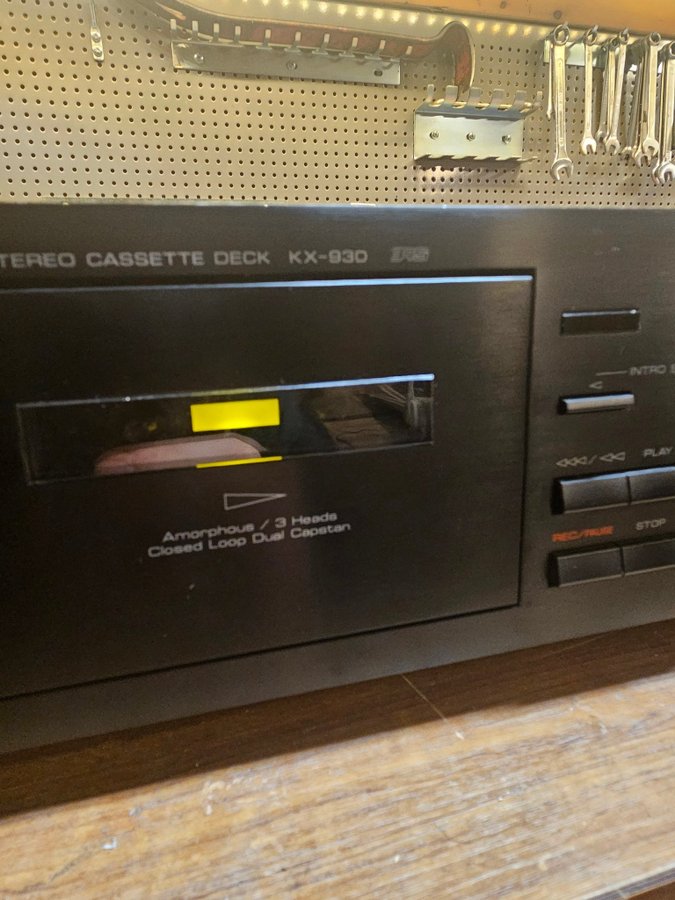 TEREO CASSETTE DECK KX-930
INTRO S
PLAY
REC/PAUSE STOP
Amorphous / 3 Heads
Closed Loop Dual Capstan